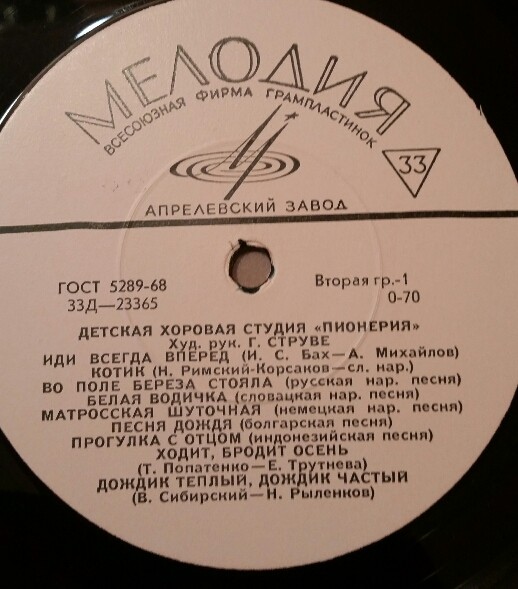 МЕЛОДИЯ
ВСЕСОЮЗНАЯ ФИРМА ГРАМПЛАСТИНОК
33
АПРЕЛЕВСКИЙ ЗАВОД
ГОСТ 5289-68
Вторая гр.-1
33Д—23365
0-70
ДЕТСКАЯ ХОРОВАЯ СТУДИЯ «ПИОНЕРИЯ»
Худ. рук. Г. СТРУВЕ
ИДИ ВСЕГДА ВПЕРЕД (И. С. Бах—А. Михайлов)
КОТИК (Н. Римский-Корсаков—сл. нар.)
ВО ПОЛЕ БЕРЕЗА СТОЯЛА (русская нар. песня)
БЕЛАЯ ВОДИЧКА (словацкая нар. песня)
МАТРОССКАЯ ШУТОЧНАЯ (немецкая нар. песня)
ПЕСНЯ ДОЖДЯ (болгарская песня)
ПРОГУЛКА С ОТЦОМ (индонезийская песня)
ХОДИТ, БРОДИТ ОСЕНЬ
(Т. Попатенко—Е. Трутнева)
ДОЖДИК ТЕПЛЫЙ, ДОЖДИК ЧАСТЫЙ
(В. Сибирский—Н. Рыленков)